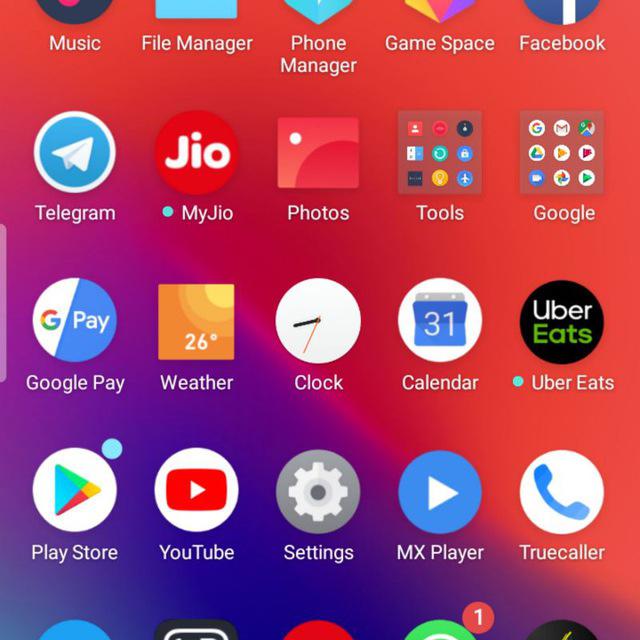 Music File Manager Phone Manager Game Space Facebook
Jio
Telegram MyJio Photos Tools Google
G Pay
26°
31
Uber Eats
Google Pay Weather Clock Calendar Uber Eats
Play Store YouTube Settings MX Player Truecaller
1